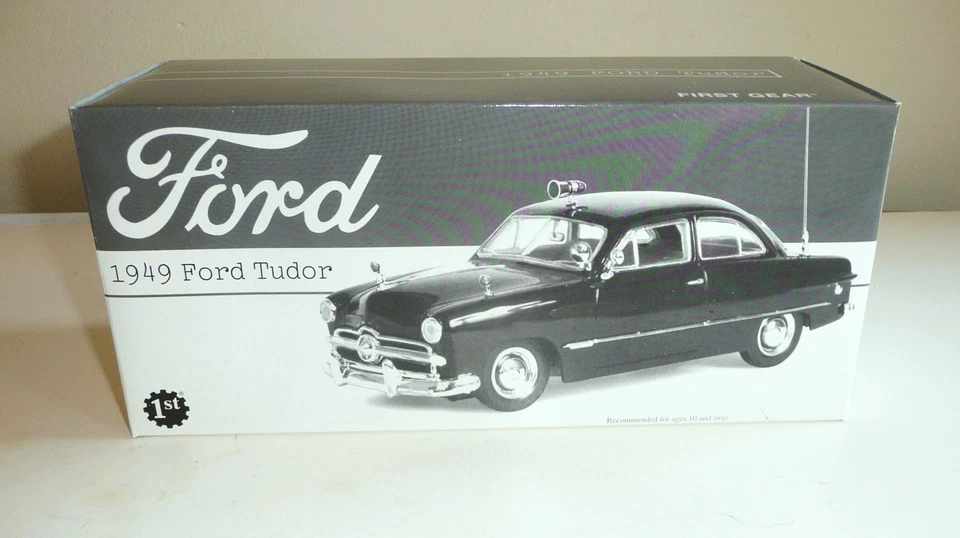 1949 FORD Tudor
FIRST GEAR
Ford
1949 Ford Tudor
1st
Recommended for ages 10 and over.